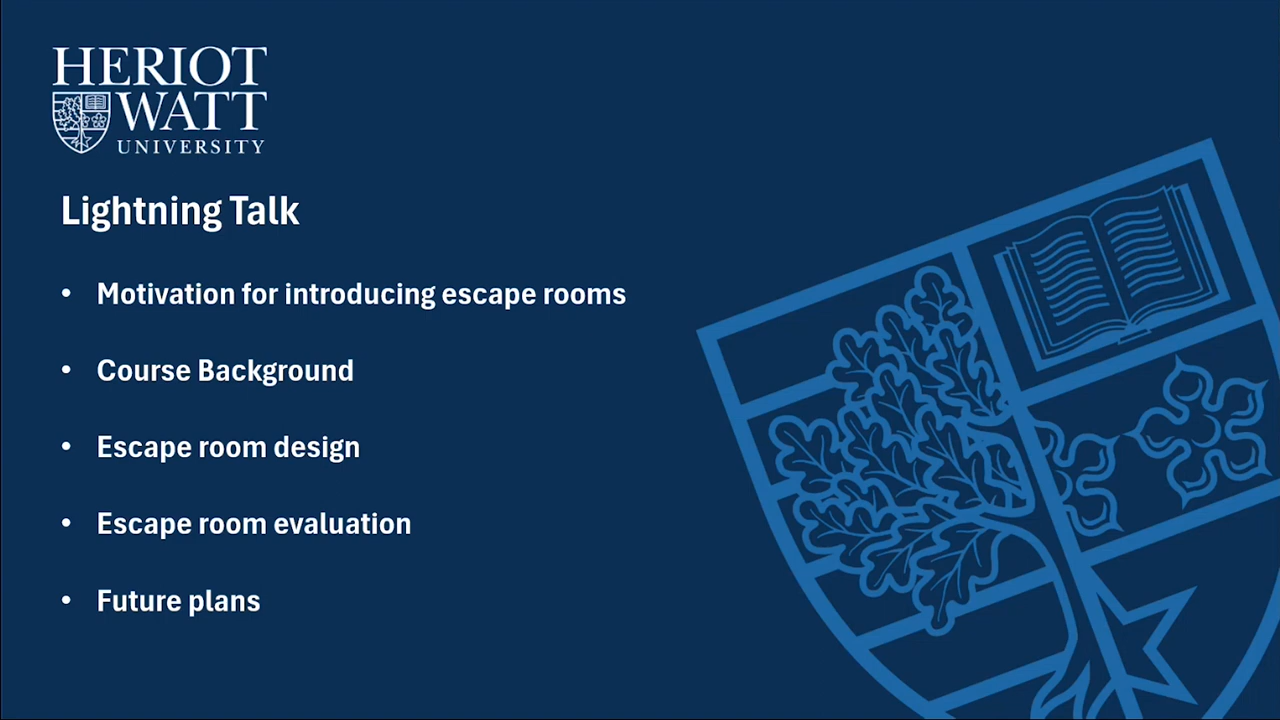 HERIOT
WATT
UNIVERSITY
Lightning Talk
• Motivation for introducing escape rooms
• Course Background
• Escape room design
• Escape room evaluation
• Future plans